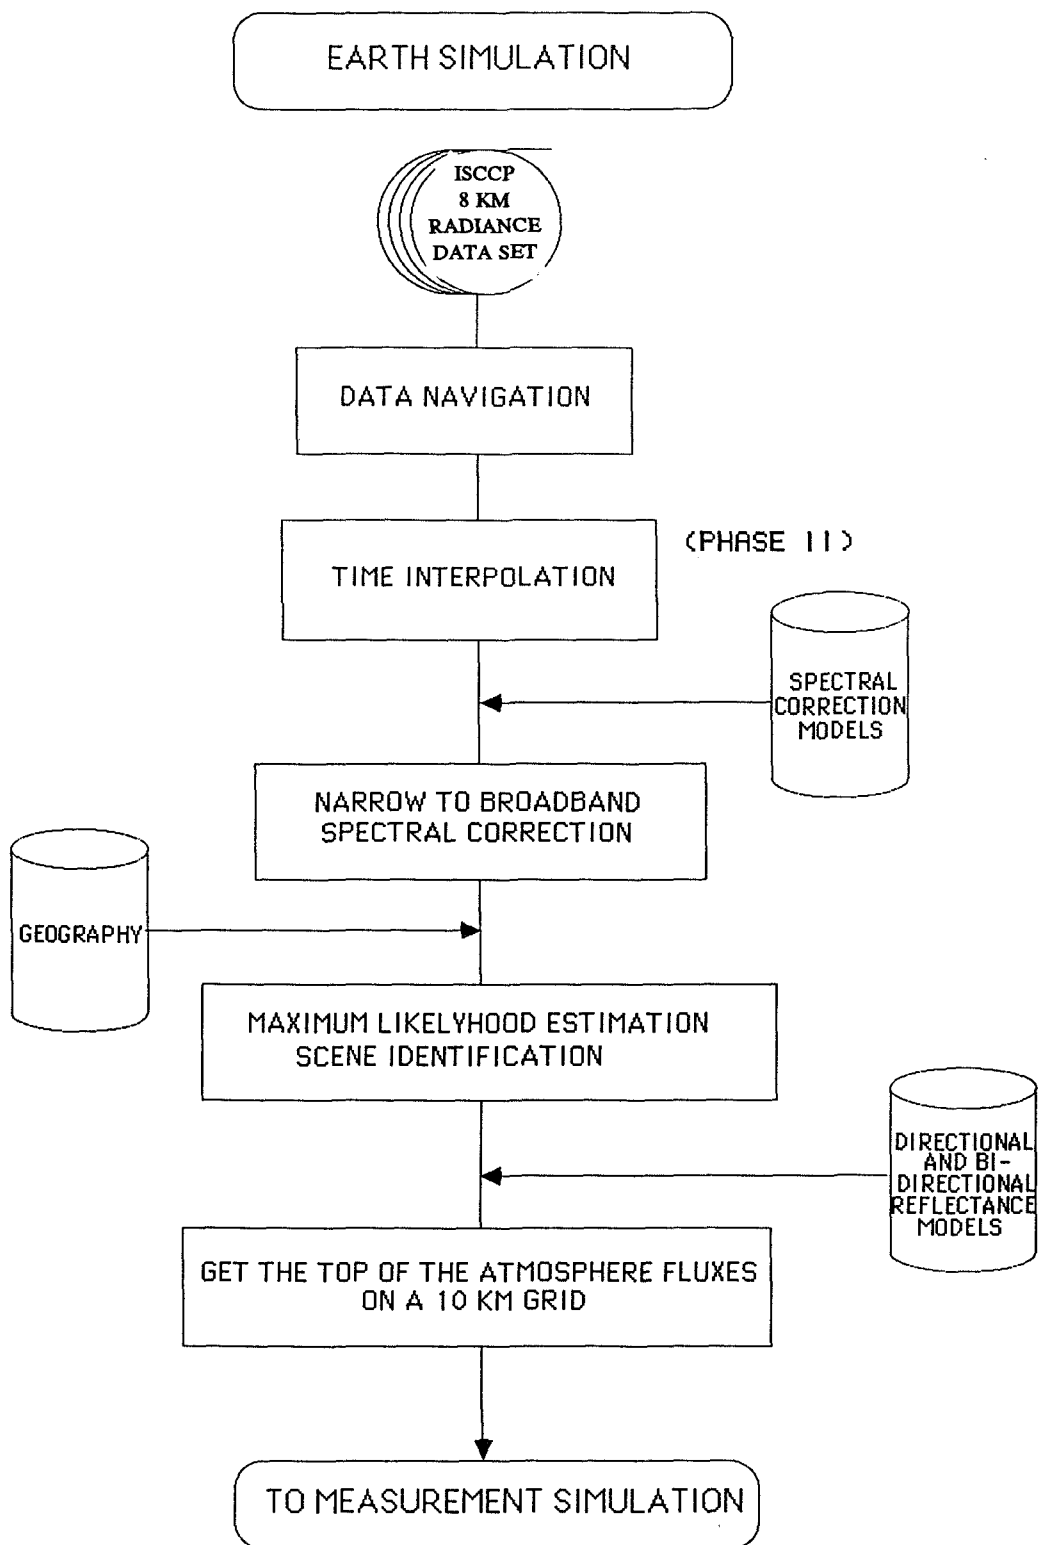 EARTH SIMULATION
ISCCP
8 KM
RADIANCE
DATA SET
DATA NAVIGATION
TIME INTERPOLATION
(PHASE II)
SPECTRAL
CORRECTION
MODELS
NARROW TO BROADBAND
SPECTRAL CORRECTION
GEOGRAPHY
MAXIMUM LIKELYHOOD ESTIMATION
SCENE IDENTIFICATION
DIRECTIONAL
AND BI-
DIRECTIONAL
REFLECTANCE
MODELS
GET THE TOP OF THE ATMOSPHERE FLUXES
ON A 10 KM GRID
TO MEASUREMENT SIMULATION